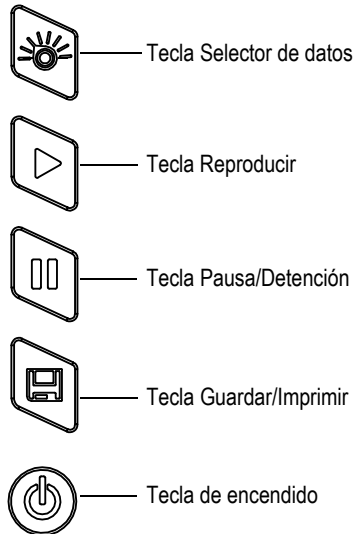 Tecla Selector de datos
Tecla Reproducir
Tecla Pausa/Detención
Tecla Guardar/Imprimir
Tecla de encendido